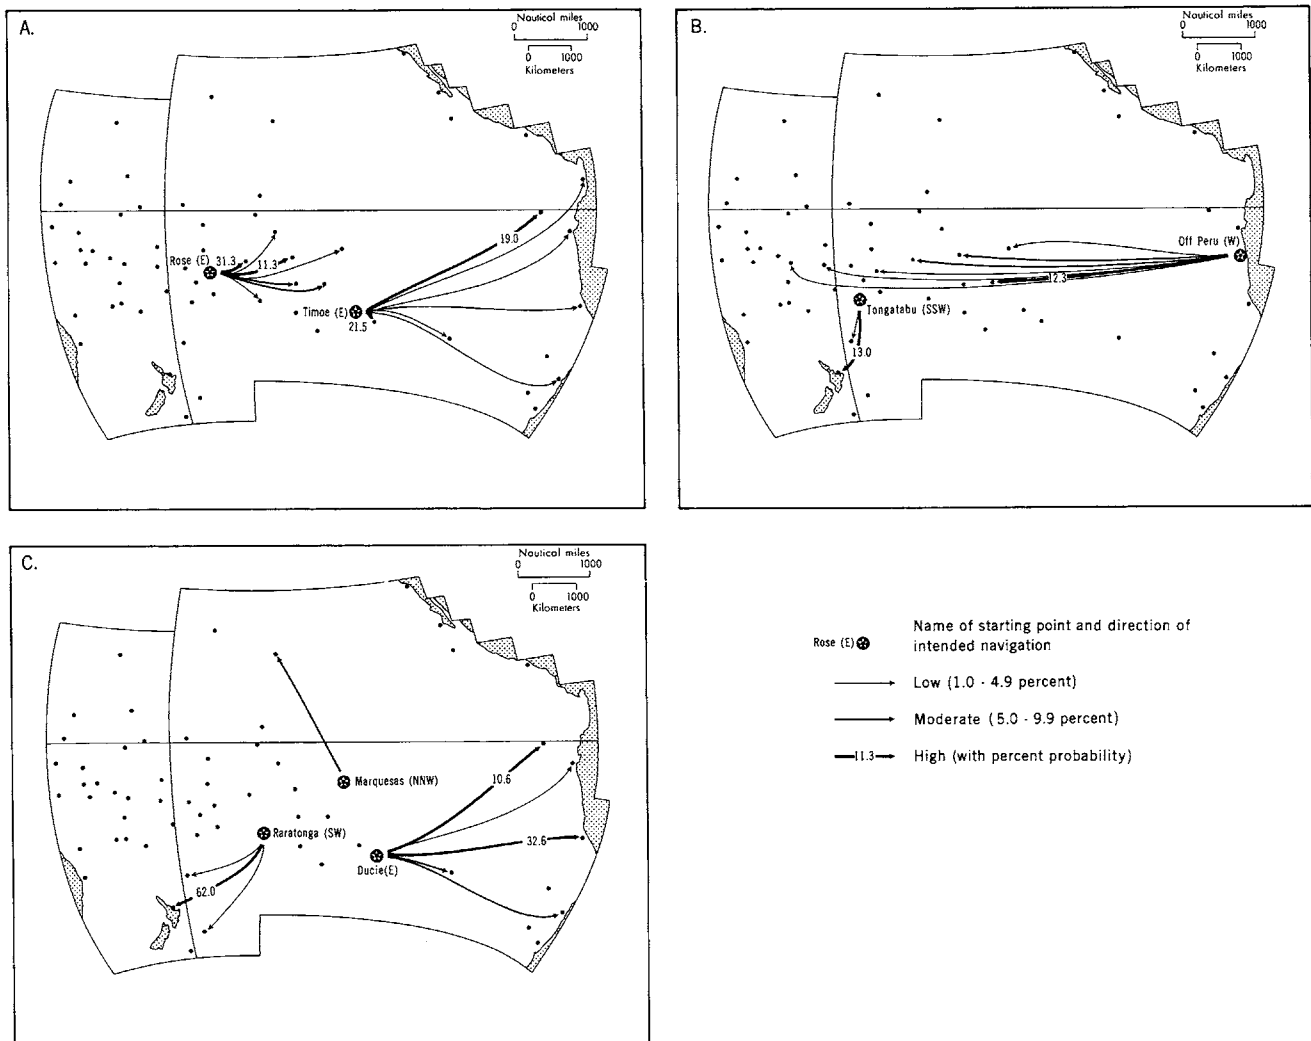 A.
Nautical miles
0 1000
0 1000
Kilometers
19.0
Rose (E) 31.3 11.3
Timoe (E)
21.5
B.
Nautical miles
0 1000
0 1000
Kilometers
Off Peru (W)
12.3
Tongatabu (SSW)
13.0
C.
Nautical miles
0 1000
0 1000
Kilometers
Marquesas (NNW)
10.6
Raratonga (SW)
32.6
Ducie(E)
62.0
Name of starting point and direction of
Rose (E) intended navigation
Low (1.0 - 4.9 percent)
Moderate (5.0 - 9.9 percent)
11.3 High (with percent probability)